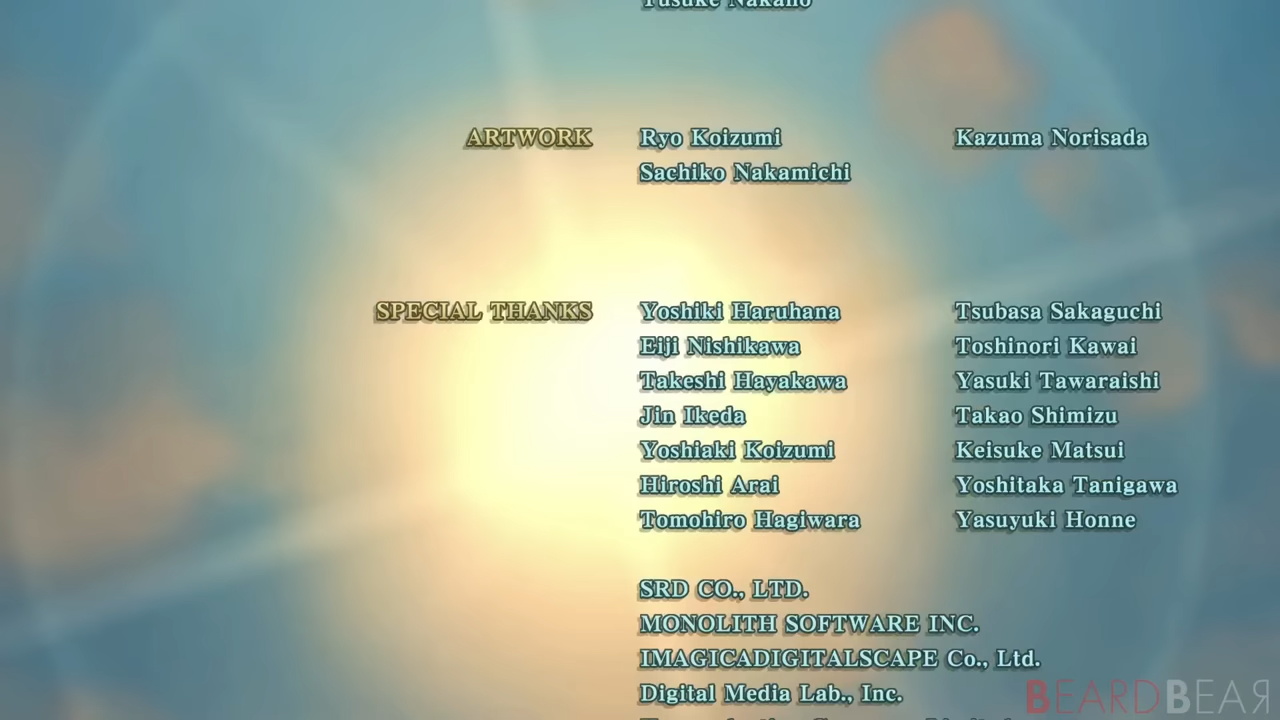 Yusuke Nakano
ARTWORK Ryo Koizumi Kazuma Norisada
Sachiko Nakamichi
SPECIAL THANKS Yoshiki Haruhana Tsubasa Sakaguchi
Eiji Nishikawa Toshinori Kawai
Takeshi Hayakawa Yasuki Tawaraishi
Jin Ikeda Takao Shimizu
Yoshiaki Koizumi Keisuke Matsui
Hiroshi Arai Yoshitaka Tanigawa
Tomohiro Hagiwara Yasuyuki Honne
SRD CO., LTD.
MONOLITH SOFTWARE INC.
IMAGICADIGITALSCAPE Co., Ltd.
Digital Media Lab., Inc.
BEARDBEAR